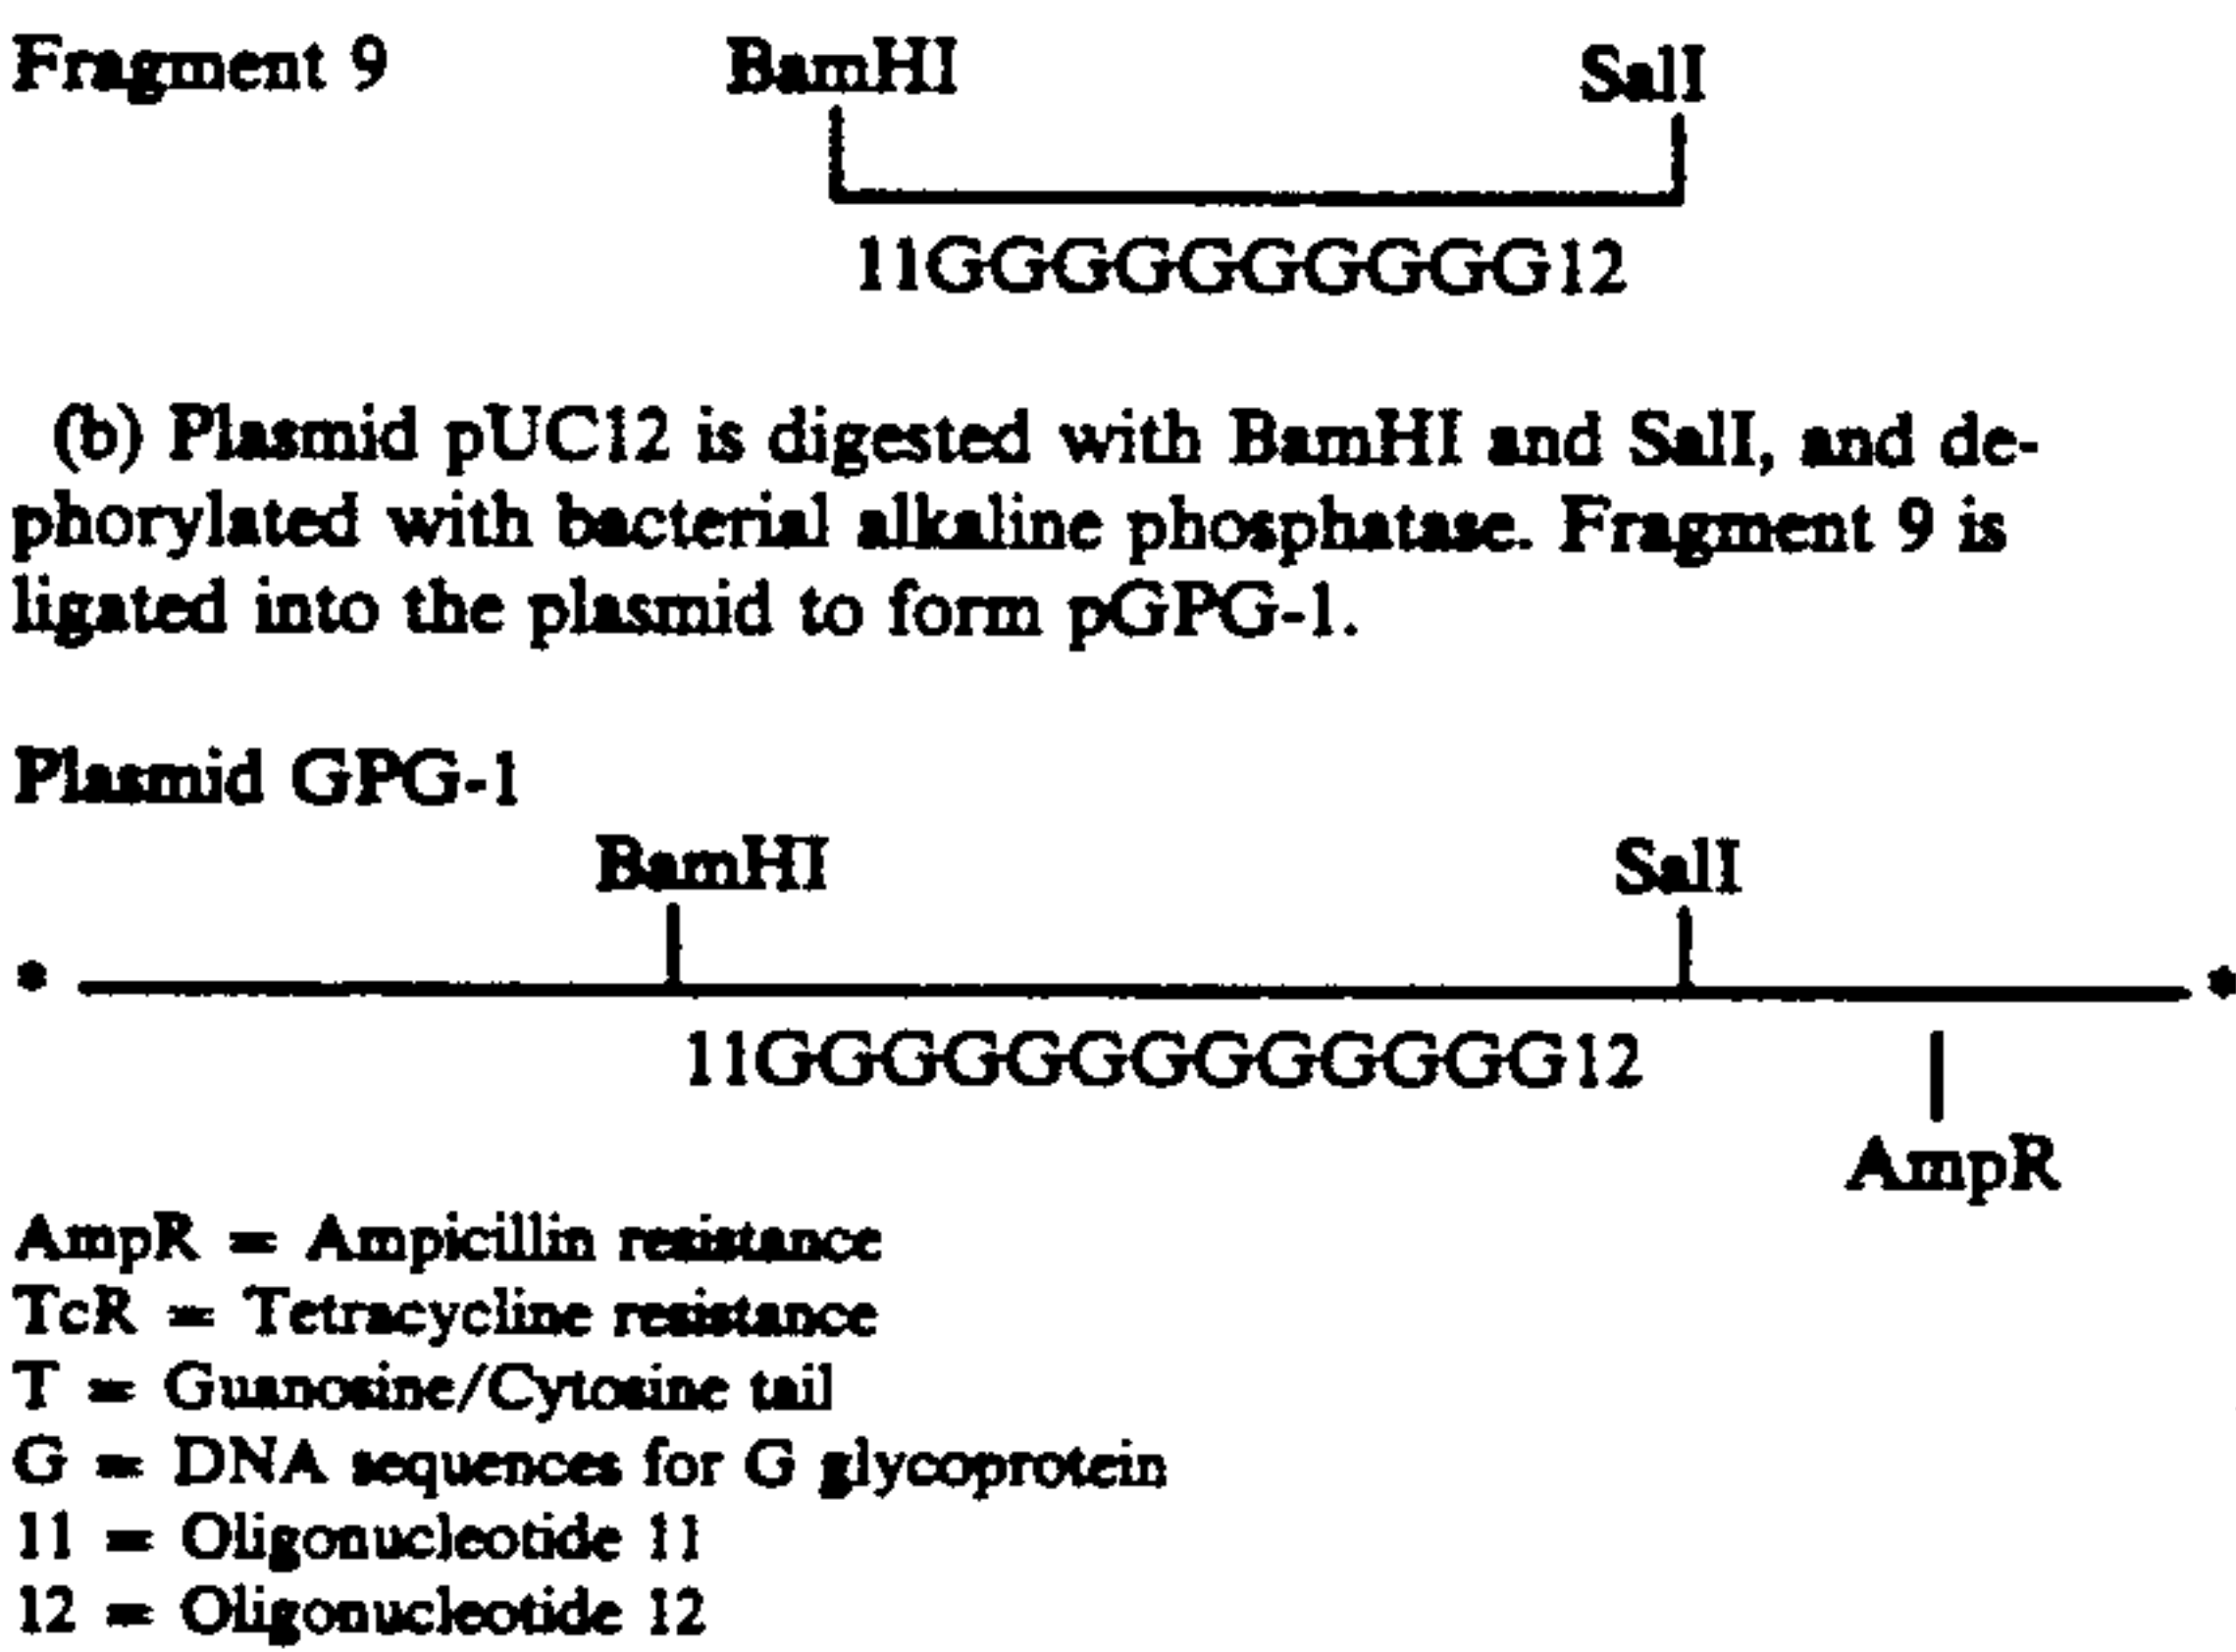 Fragment 9 BamHI SalI
11GGGGGGGGGG12
(b) Plasmid pUC12 is digested with BamHI and SalI, and de-
phorylated with bacterial alkaline phosphatase. Fragment 9 is
ligated into the plasmid to form pGPG-1.
Plasmid GPG-1
BamHI SalI
11GGGGGGGGGGGGG12
AmpR
AmpR = Ampicillin resistance
TcR = Tetracycline resistance
T = Guanosine/Cytosine tail
G = DNA sequences for G glycoprotein
11 = Oligonucleotide 11
12 = Oligonucleotide 12